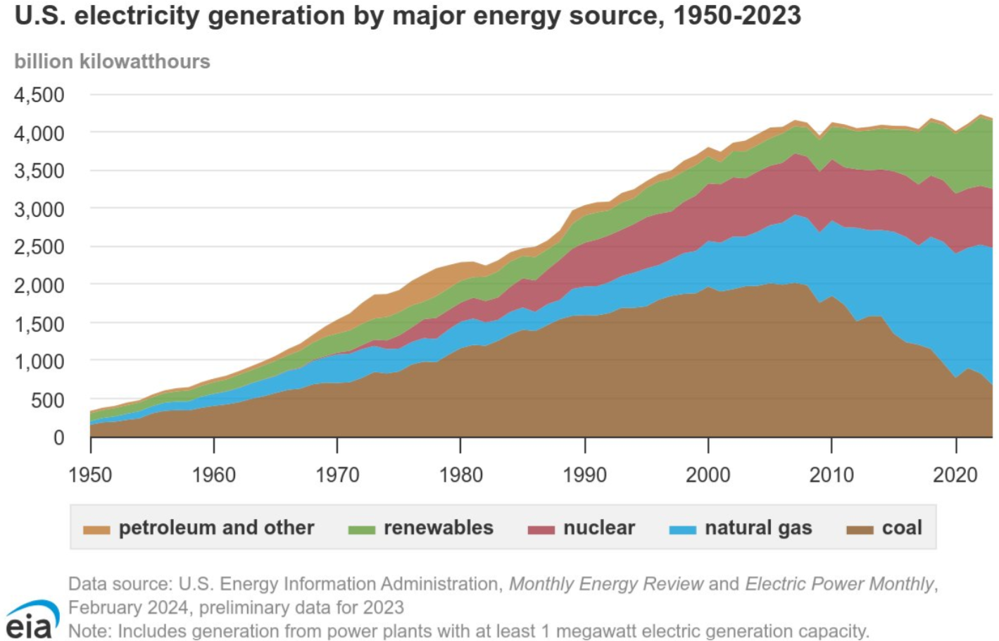 U.S. electricity generation by major energy source, 1950-2023
billion kilowatthours
4,500
4,000
3,500
3,000
2,500
2,000
1,500
1,000
500
0
1950 1960 1970 1980 1990 2000 2010 2020
petroleum and other renewables nuclear natural gas coal
Data source: U.S. Energy Information Administration, Monthly Energy Review and Electric Power Monthly,
February 2024, preliminary data for 2023
Note: Includes generation from power plants with at least 1 megawatt electric generation capacity.
eia